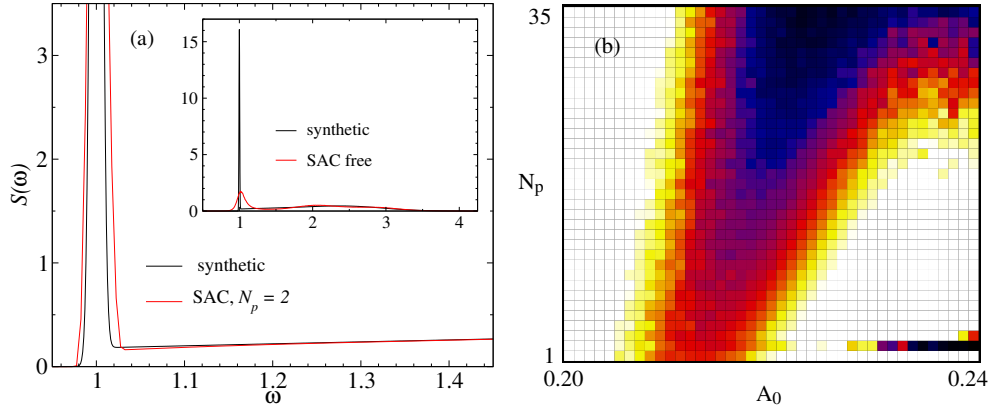 (a)
S(ω)
3
2
1
0
1
1.1
1.2
1.3
1.4
ω
synthetic
SAC, N_p = 2
15
10
5
0
1
2
3
4
synthetic
SAC free
(b)
35
N_p
1
0.20
A_0
0.24